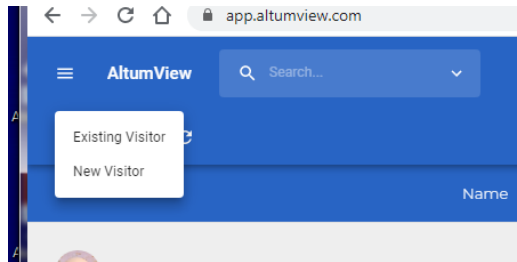 app.altumview.com
AltumView
Search...
Existing Visitor
New Visitor
Name